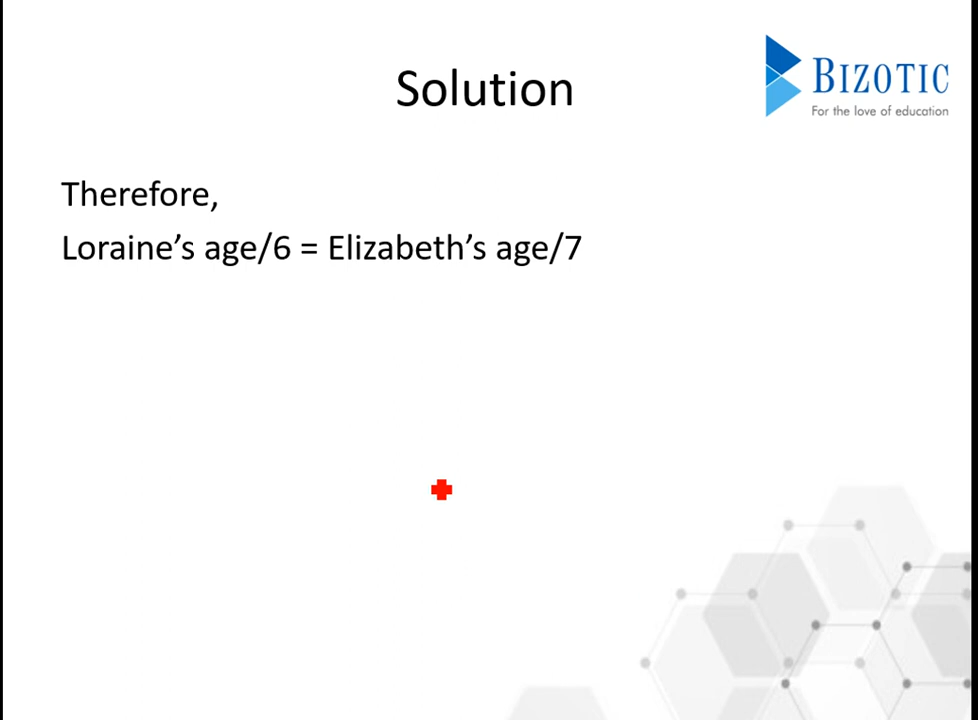 Solution
BIZOTIC
For the love of education
Therefore,
Loraine’s age/6 = Elizabeth’s age/7